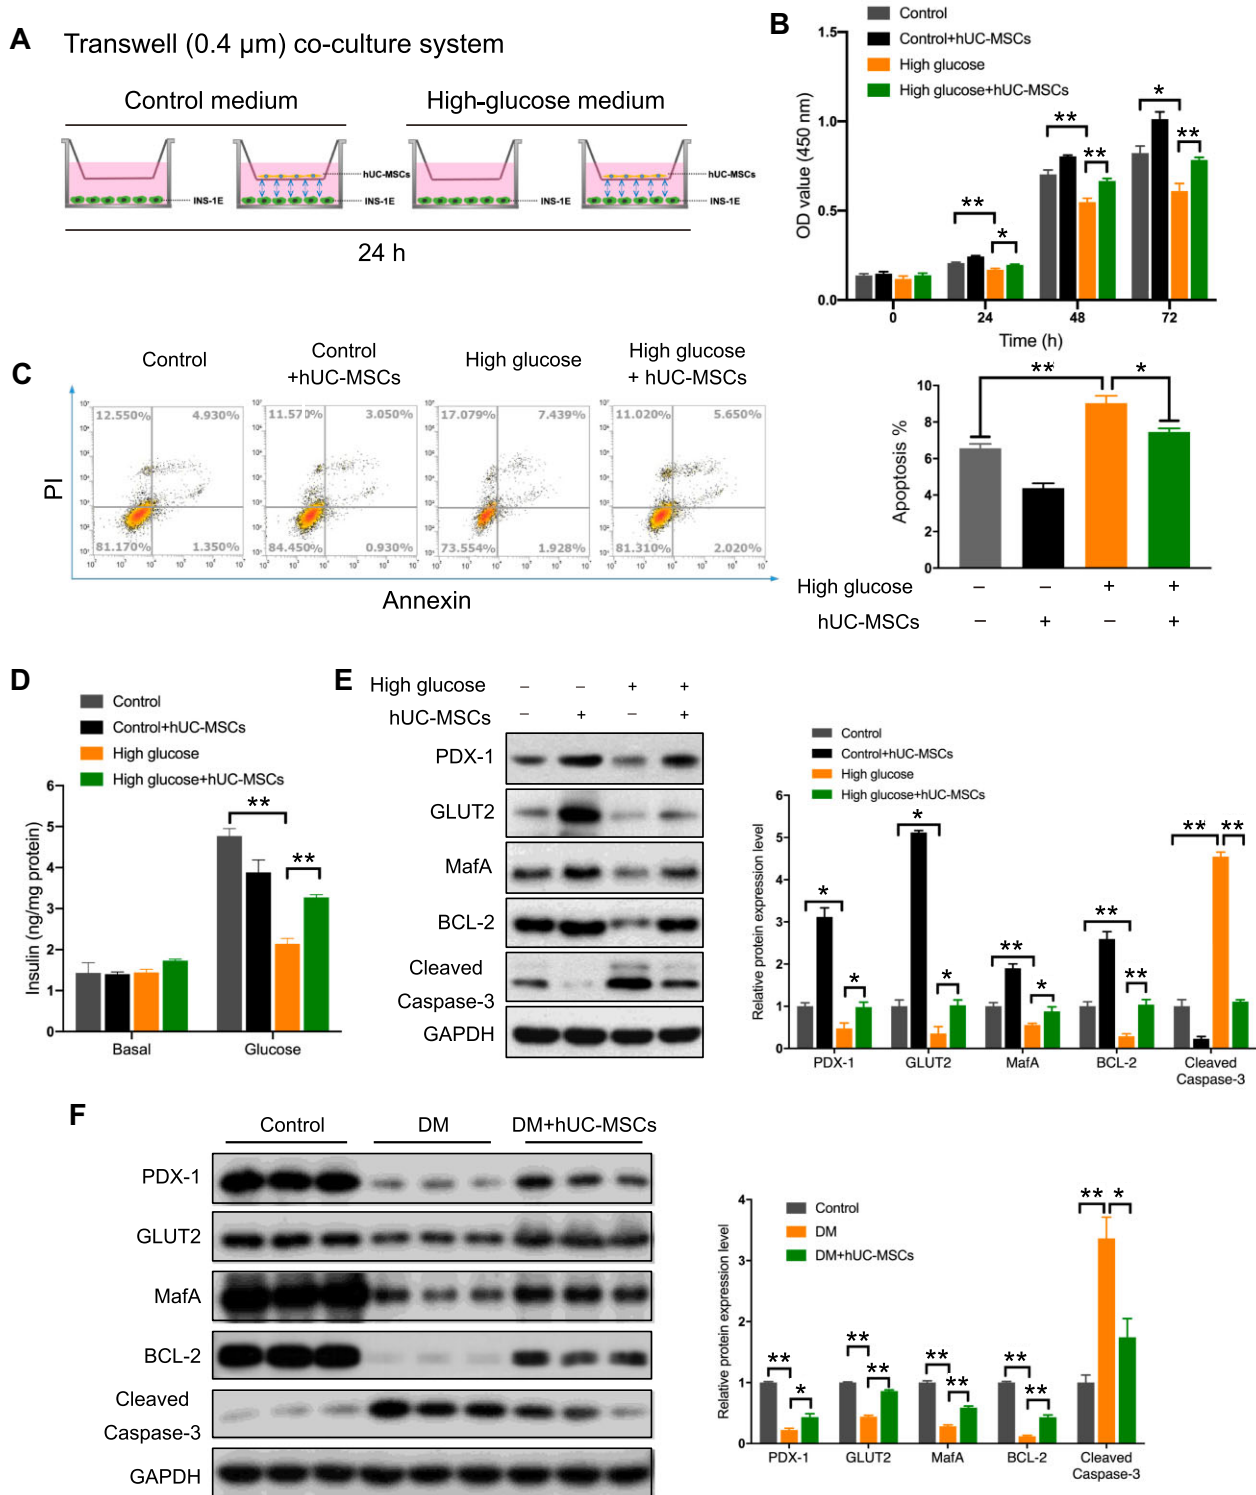 A Transwell (0.4 μm) co-culture system
Control medium High-glucose medium
hUC-MSCs hUC-MSCs
INS-1E INS-1E INS-1E INS-1E
24 h
B
Control
Control+hUC-MSCs
High glucose
High glucose+hUC-MSCs
OD value (450 nm)
1.5
1.0
0.5
0.0
** * ** ** * **
0 24 48 72
Time (h)
C
Control Control +hUC-MSCs High glucose High glucose + hUC-MSCs
PI
12.550% 4.930% 11.570% 3.050% 17.079% 7.439% 11.020% 5.650%
81.170% 1.350% 84.450% 0.930% 73.554% 1.928% 81.310% 2.020%
Annexin
Apoptosis %
10
8
6
4
2
0
** *
High glucose − − + +
hUC-MSCs − + − +
D
Control
Control+hUC-MSCs
High glucose
High glucose+hUC-MSCs
Insulin (ng/mg protein)
6
5
4
3
2
1
0
** **
Basal Glucose
E
High glucose − − + +
hUC-MSCs − + − +
PDX-1
GLUT2
MafA
BCL-2
Cleaved
Caspase-3
GAPDH
Control
Control+hUC-MSCs
High glucose
High glucose+hUC-MSCs
Relative protein expression level
6
5
4
3
2
1
0
* * * * ** * ** ** ** **
PDX-1 GLUT2 MafA BCL-2 Cleaved
Caspase-3
F
Control DM DM+hUC-MSCs
PDX-1
GLUT2
MafA
BCL-2
Cleaved
Caspase-3
GAPDH
Control
DM
DM+hUC-MSCs
Relative protein expression level
4
3
2
1
0
** * ** ** ** ** ** ** ** *
PDX-1 GLUT2 MafA BCL-2 Cleaved
Caspase-3